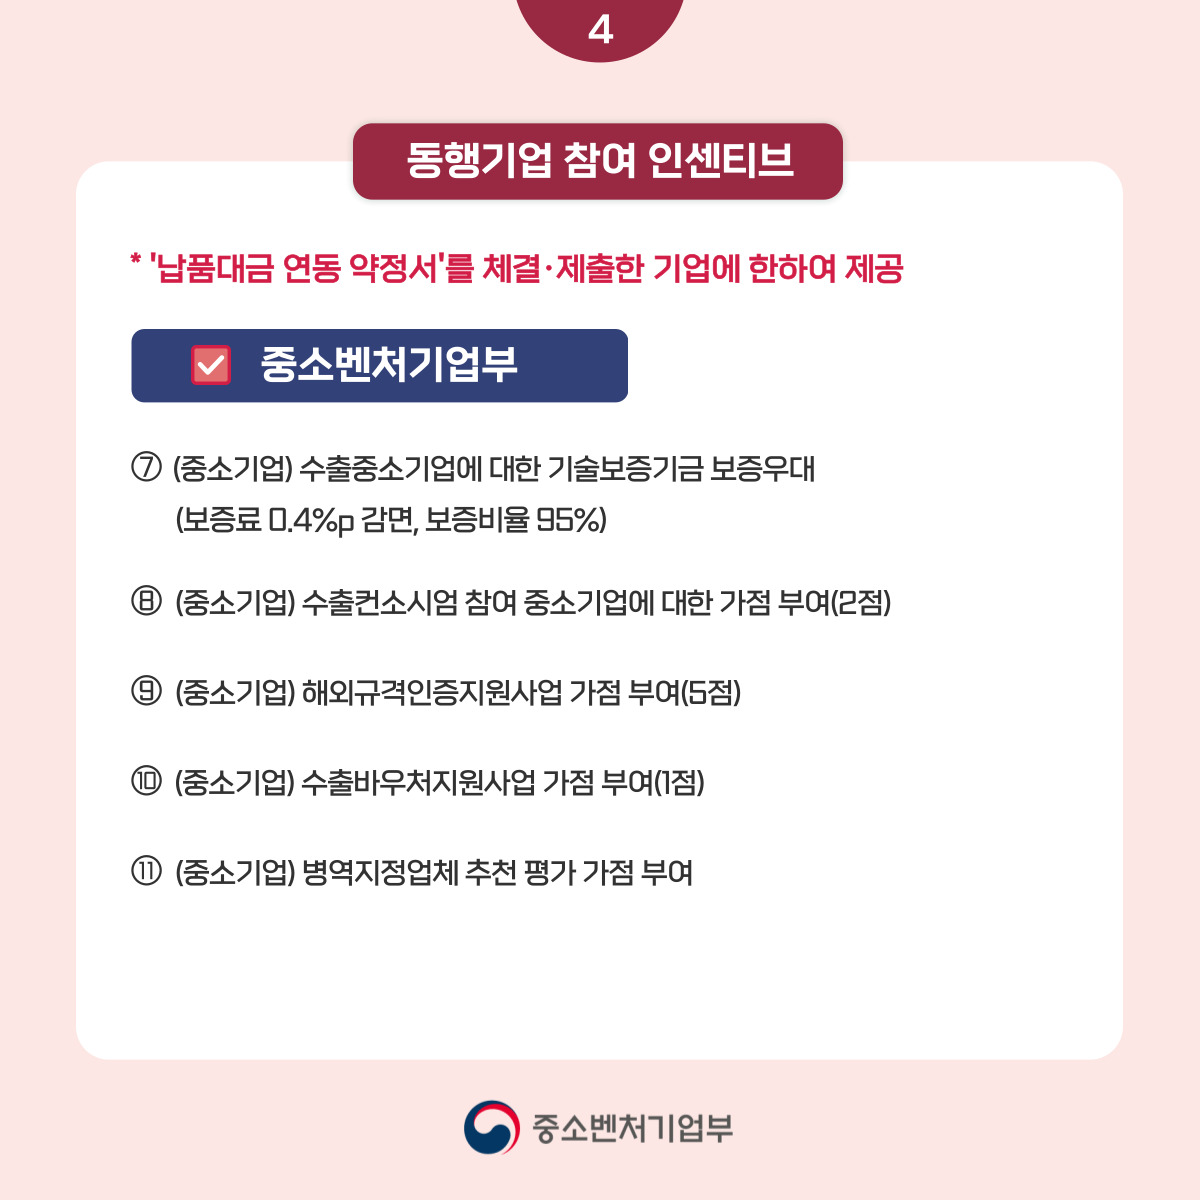 4
동행기업 참여 인센티브
* '납품대금 연동 약정서'를 체결·제출한 기업에 한하여 제공
중소벤처기업부
⑦ (중소기업) 수출중소기업에 대한 기술보증기금 보증우대
(보증료 0.4%p 감면, 보증비율 95%)
⑧ (중소기업) 수출컨소시엄 참여 중소기업에 대한 가점 부여(2점)
⑨ (중소기업) 해외규격인증지원사업 가점 부여(5점)
⑩ (중소기업) 수출바우처지원사업 가점 부여(1점)
⑪ (중소기업) 병역지정업체 추천 평가 가점 부여
중소벤처기업부